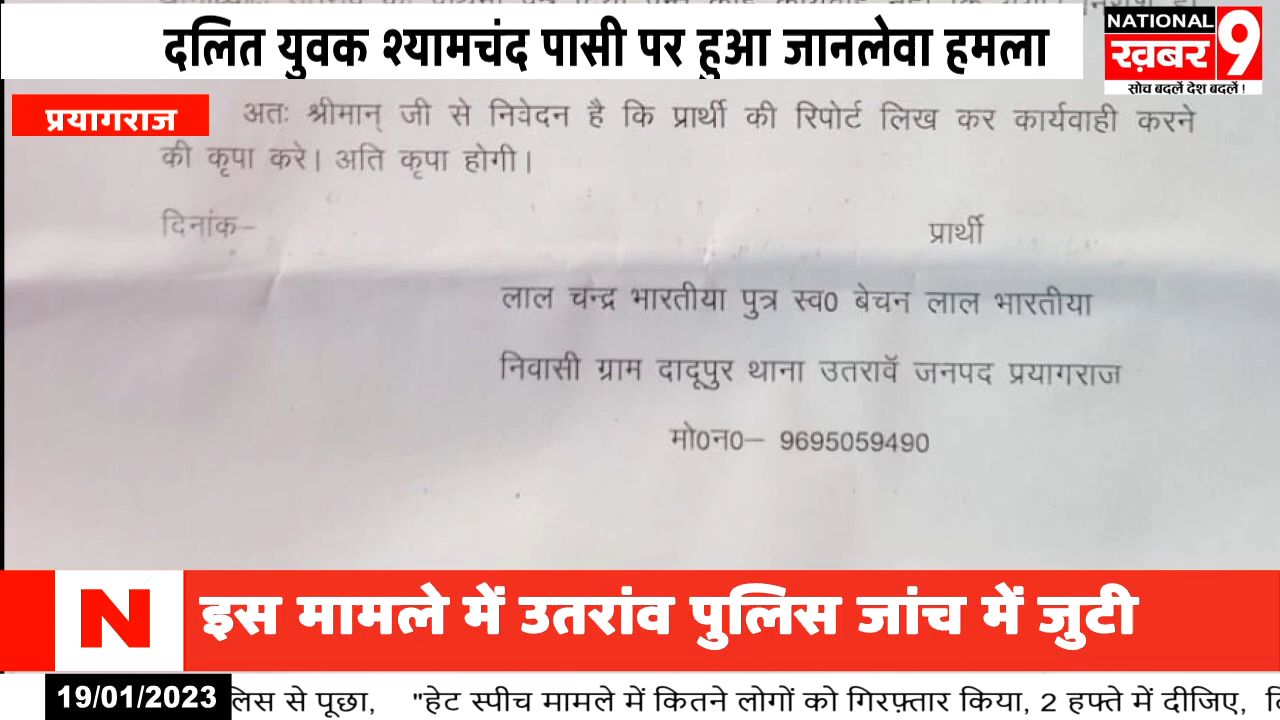 दलित युवक श्यामचंद पासी पर हुआ जानलेवा हमला
NATIONAL
ख़बर 9
सोच बदलें देश बदलें !
प्रयागराज
अतः श्रीमान् जी से निवेदन है कि प्रार्थी की रिपोर्ट लिख कर कार्यवाही करने
की कृपा करे। अति कृपा होगी।
दिनांक–
प्रार्थी
लाल चन्द्र भारतीया पुत्र स्व0 बेचन लाल भारतीया
निवासी ग्राम दादूपुर थाना उतरावॅ जनपद प्रयागराज
मो0न0– 9695059490
N इस मामले में उतरांव पुलिस जांच में जुटी
19/01/2023 लिस से पूछा, "हेट स्पीच मामले में कितने लोगों को गिरफ़्तार किया, 2 हफ्ते में दीजिए,